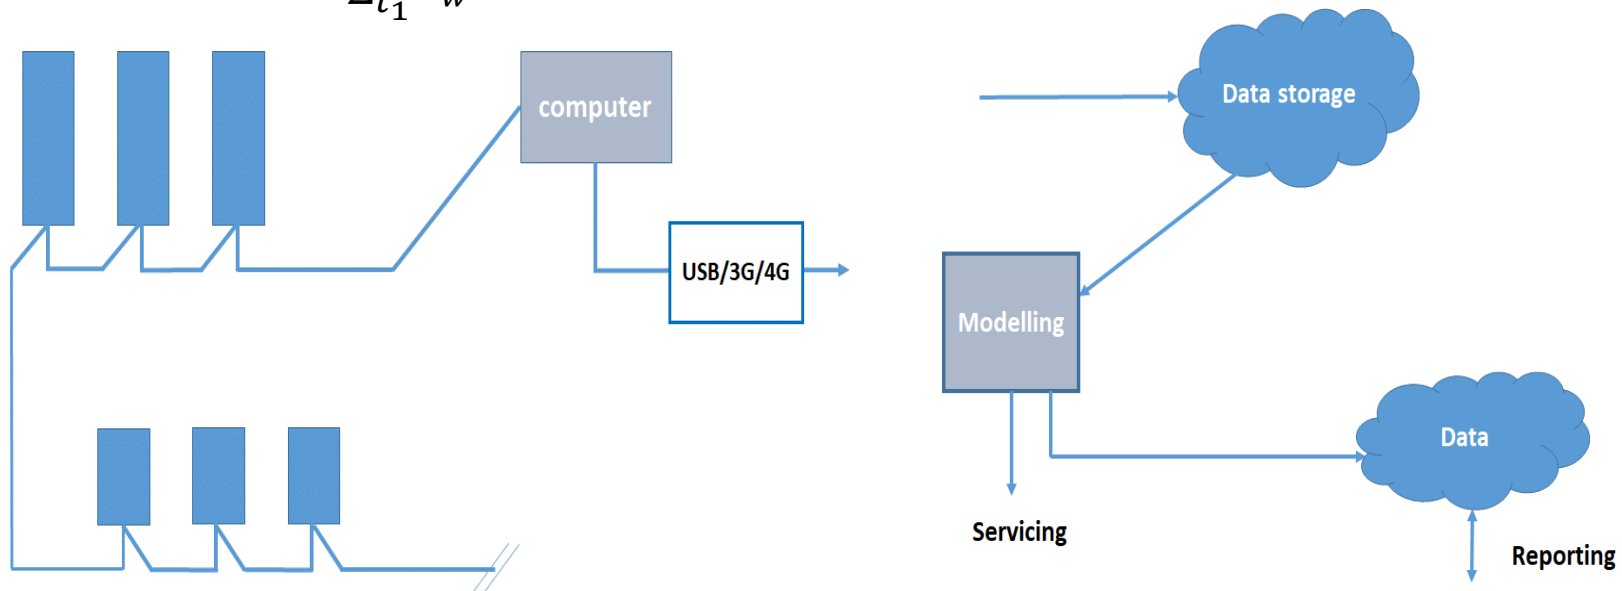 computer
Data storage
USB/3G/4G
Modelling
Data
Servicing
Reporting